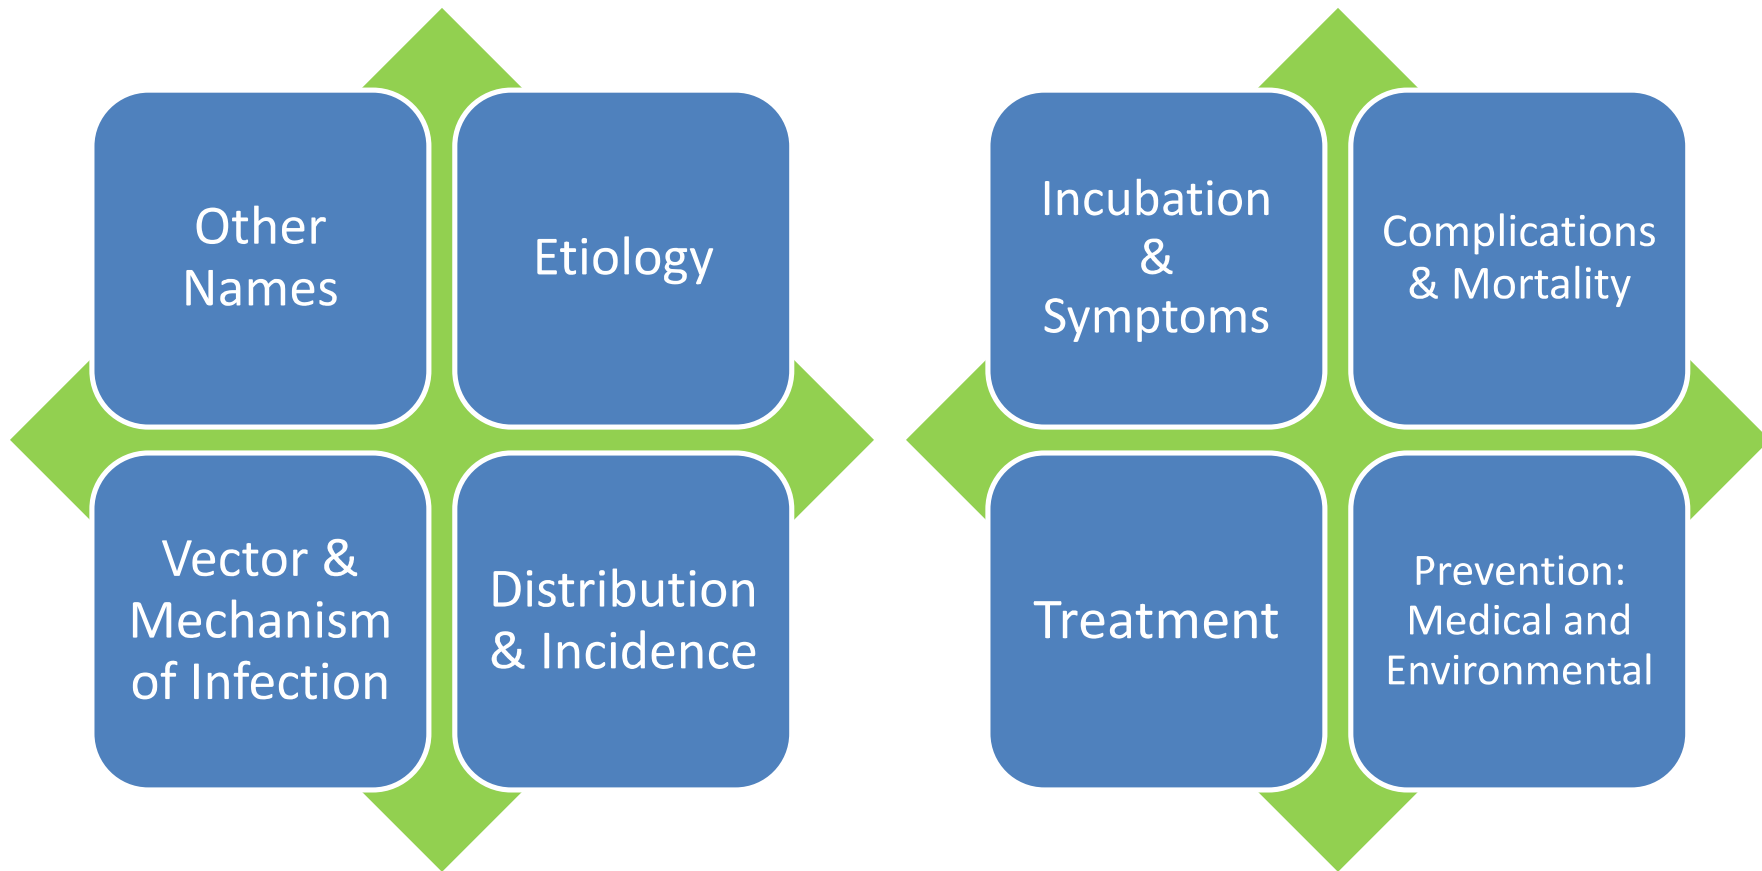 Other
Names
Etiology
Vector &
Mechanism
of Infection
Distribution
& Incidence
Incubation
&
Symptoms
Complications
& Mortality
Treatment
Prevention:
Medical and
Environmental